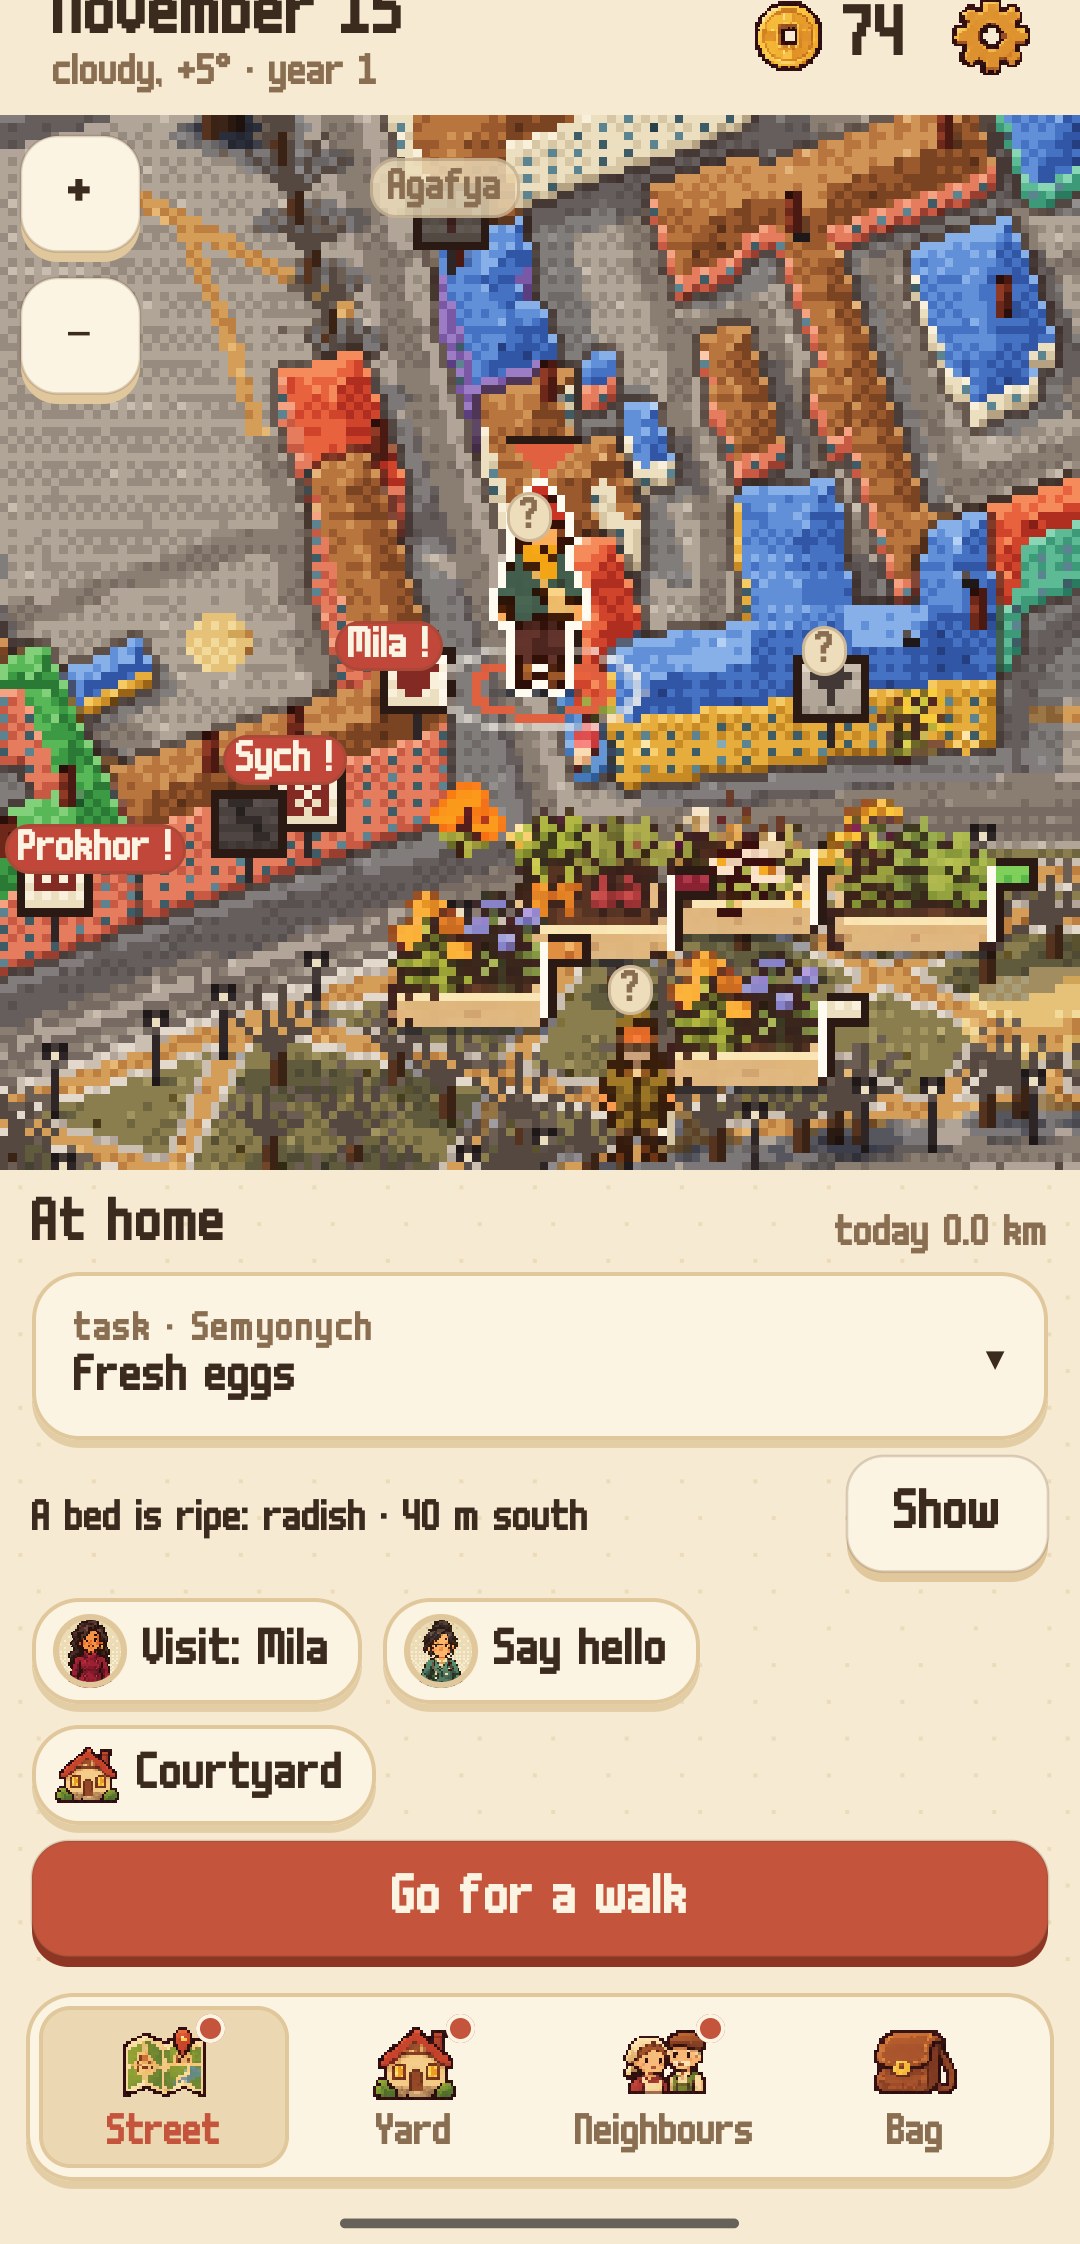 November 15
74
cloudy, +5° · year 1
+
−
Agafya
?
Mila !
?
Sych !
Prokhor !
?
At home
today 0.0 km
task · Semyonych
Fresh eggs
A bed is ripe: radish · 40 m south
Show
Visit: Mila
Say hello
Courtyard
Go for a walk
Street
Yard
Neighbours
Bag